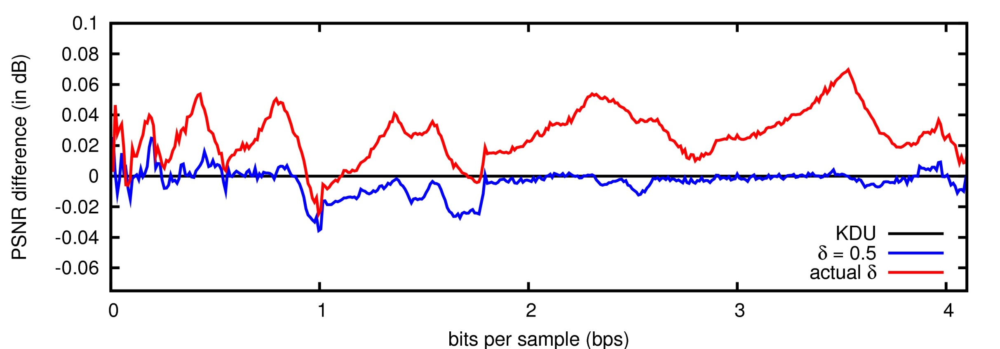 PSNR difference (in dB)
0.1
0.08
0.06
0.04
0.02
0
-0.02
-0.04
-0.06
KDU
δ = 0.5
actual δ
0 1 2 3 4
bits per sample (bps)